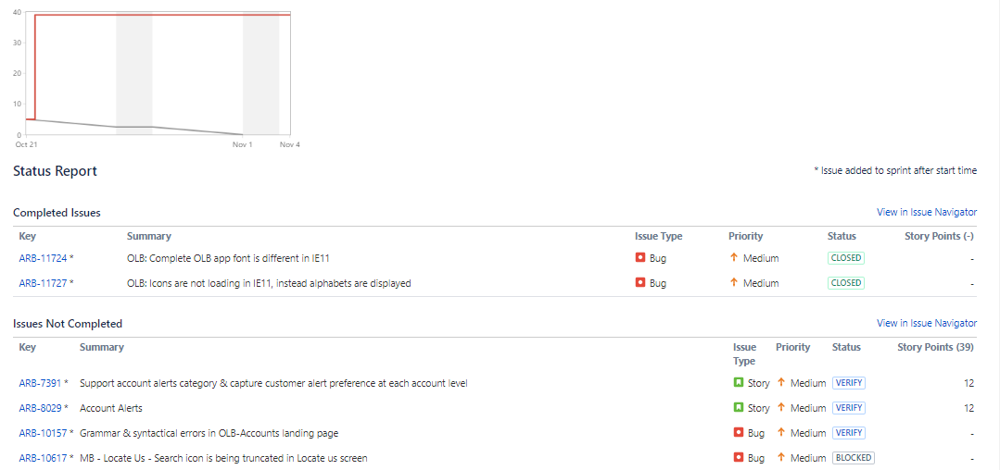 40
30
20
10
0
Oct 21 Nov 1 Nov 4
Status Report * Issue added to sprint after start time
Completed Issues View in Issue Navigator
Key Summary Issue Type Priority Status Story Points (-)
ARB-11724 * OLB: Complete OLB app font is different in IE11 Bug Medium CLOSED -
ARB-11727 * OLB: Icons are not loading in IE11, instead alphabets are displayed Bug Medium CLOSED -
Issues Not Completed View in Issue Navigator
Key Summary Issue Type Priority Status Story Points (39)
ARB-7391 * Support account alerts category & capture customer alert preference at each account level Story Medium VERIFY 12
ARB-8029 * Account Alerts Story Medium VERIFY 12
ARB-10157 * Grammar & syntactical errors in OLB-Accounts landing page Bug Medium VERIFY -
ARB-10617 * MB - Locate Us - Search icon is being truncated in Locate us screen Bug Medium BLOCKED -